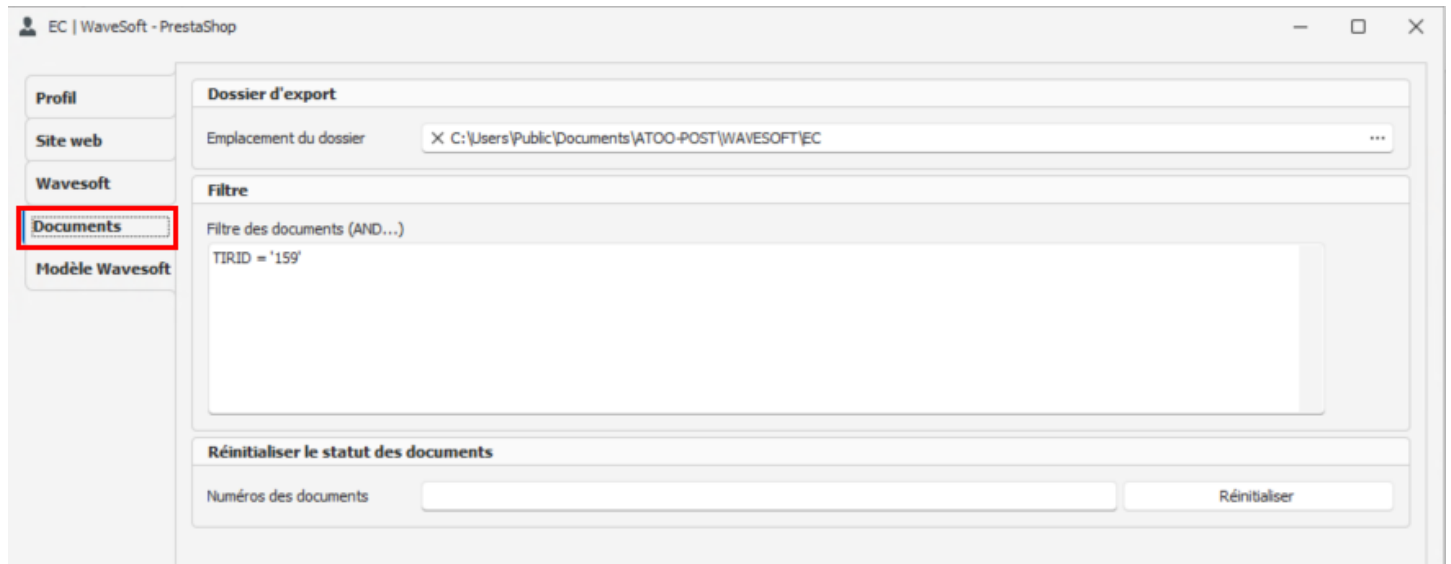 EC | WaveSoft - PrestaShop
Profil
Site web
Wavesoft
Documents
Modèle Wavesoft
Dossier d'export
Emplacement du dossier
C:\Users\Public\Documents\ATOO-POST\WAVESOFT\EC
...
Filtre
Filtre des documents (AND...)
TIRID = '159'
Réinitialiser le statut des documents
Numéros des documents
Réinitialiser